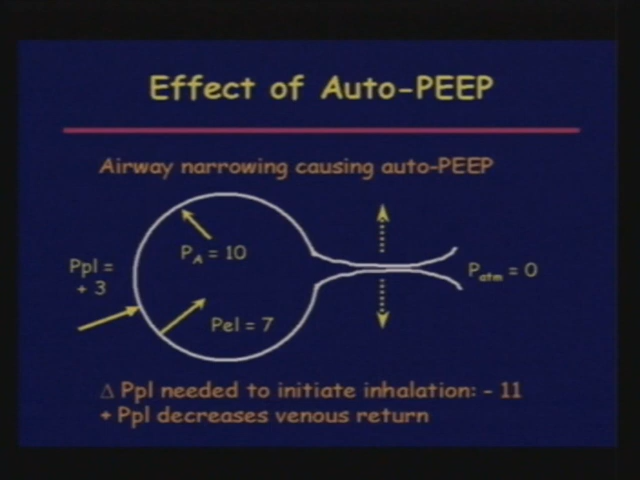 Effect of Auto-PEEP
Airway narrowing causing auto-PEEP
PA = 10
Ppl =
+ 3
Patm = 0
Pel = 7
Δ Ppl needed to initiate inhalation: - 11
+ Ppl decreases venous return